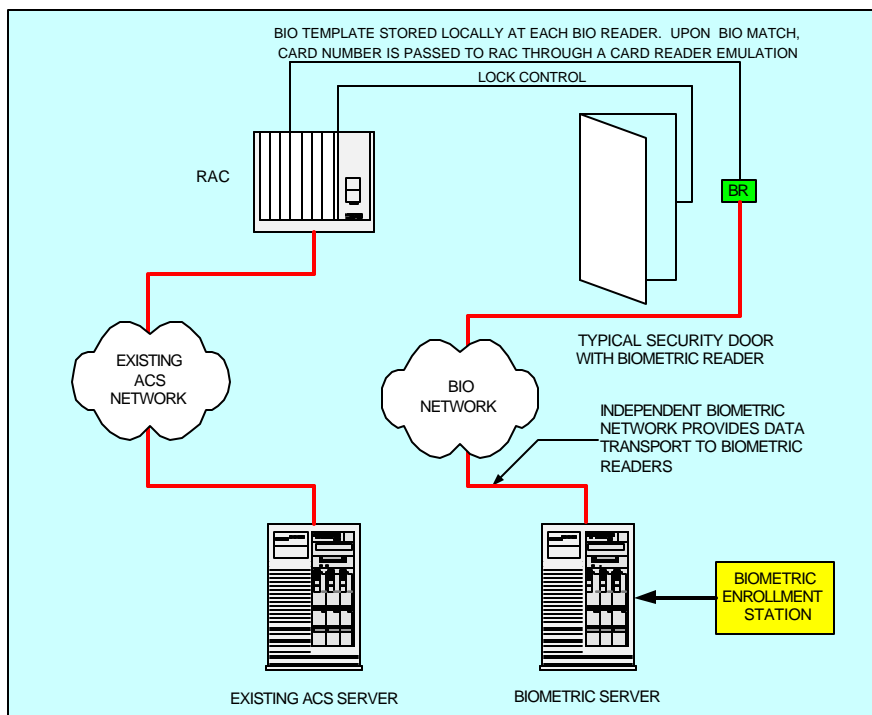 BIO TEMPLATE STORED LOCALLY AT EACH BIO READER. UPON BIO MATCH,
CARD NUMBER IS PASSED TO RAC THROUGH A CARD READER EMULATION
LOCK CONTROL
RAC
BR
TYPICAL SECURITY DOOR
WITH BIOMETRIC READER
EXISTING
ACS
NETWORK
BIO
NETWORK
INDEPENDENT BIOMETRIC
NETWORK PROVIDES DATA
TRANSPORT TO BIOMETRIC
READERS
BIOMETRIC
ENROLLMENT
STATION
EXISTING ACS SERVER
BIOMETRIC SERVER